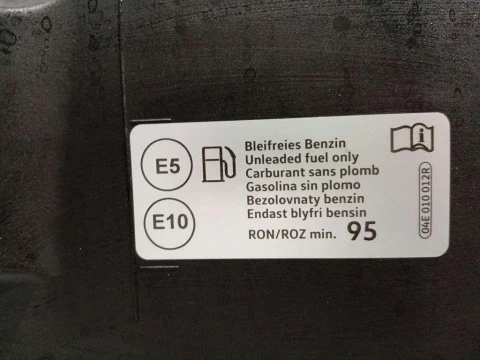 E5
E10
Bleifreies Benzin
Unleaded fuel only
Carburant sans plomb
Gasolina sin plomo
Bezolovnaty benzin
Endast blyfri bensin
RON/ROZ min. 95
i
04E 010 012R